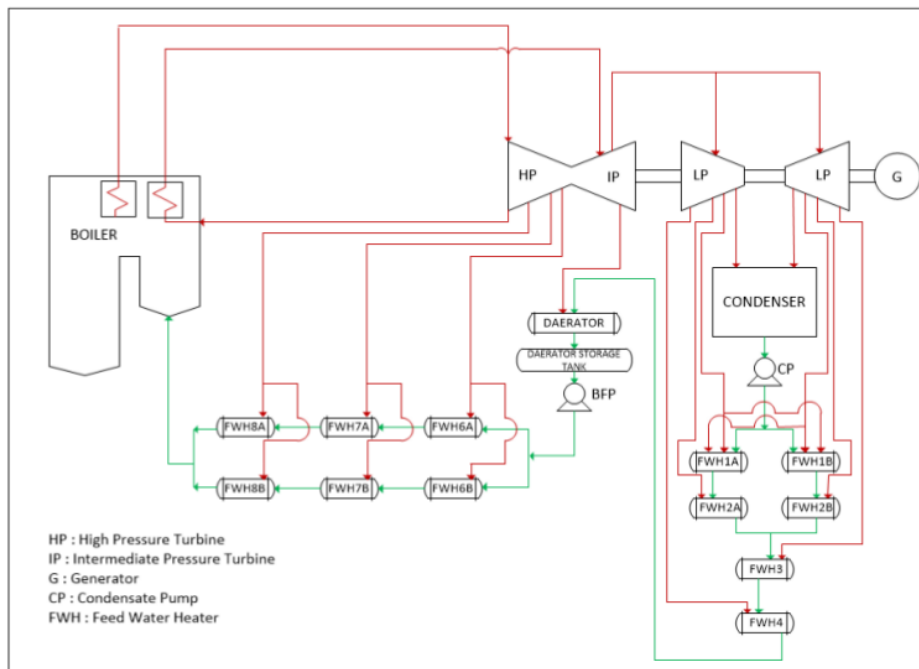 HP
IP
LP
LP
G
BOILER
CONDENSER
DAERATOR
DAERATOR STORAGE
TANK
CP
BFP
FWH8A
FWH7A
FWH6A
FWH1A
FWH1B
FWH8B
FWH7B
FWH6B
FWH2A
FWH2B
FWH3
FWH4
HP : High Pressure Turbine
IP : Intermediate Pressure Turbine
G : Generator
CP : Condensate Pump
FWH : Feed Water Heater